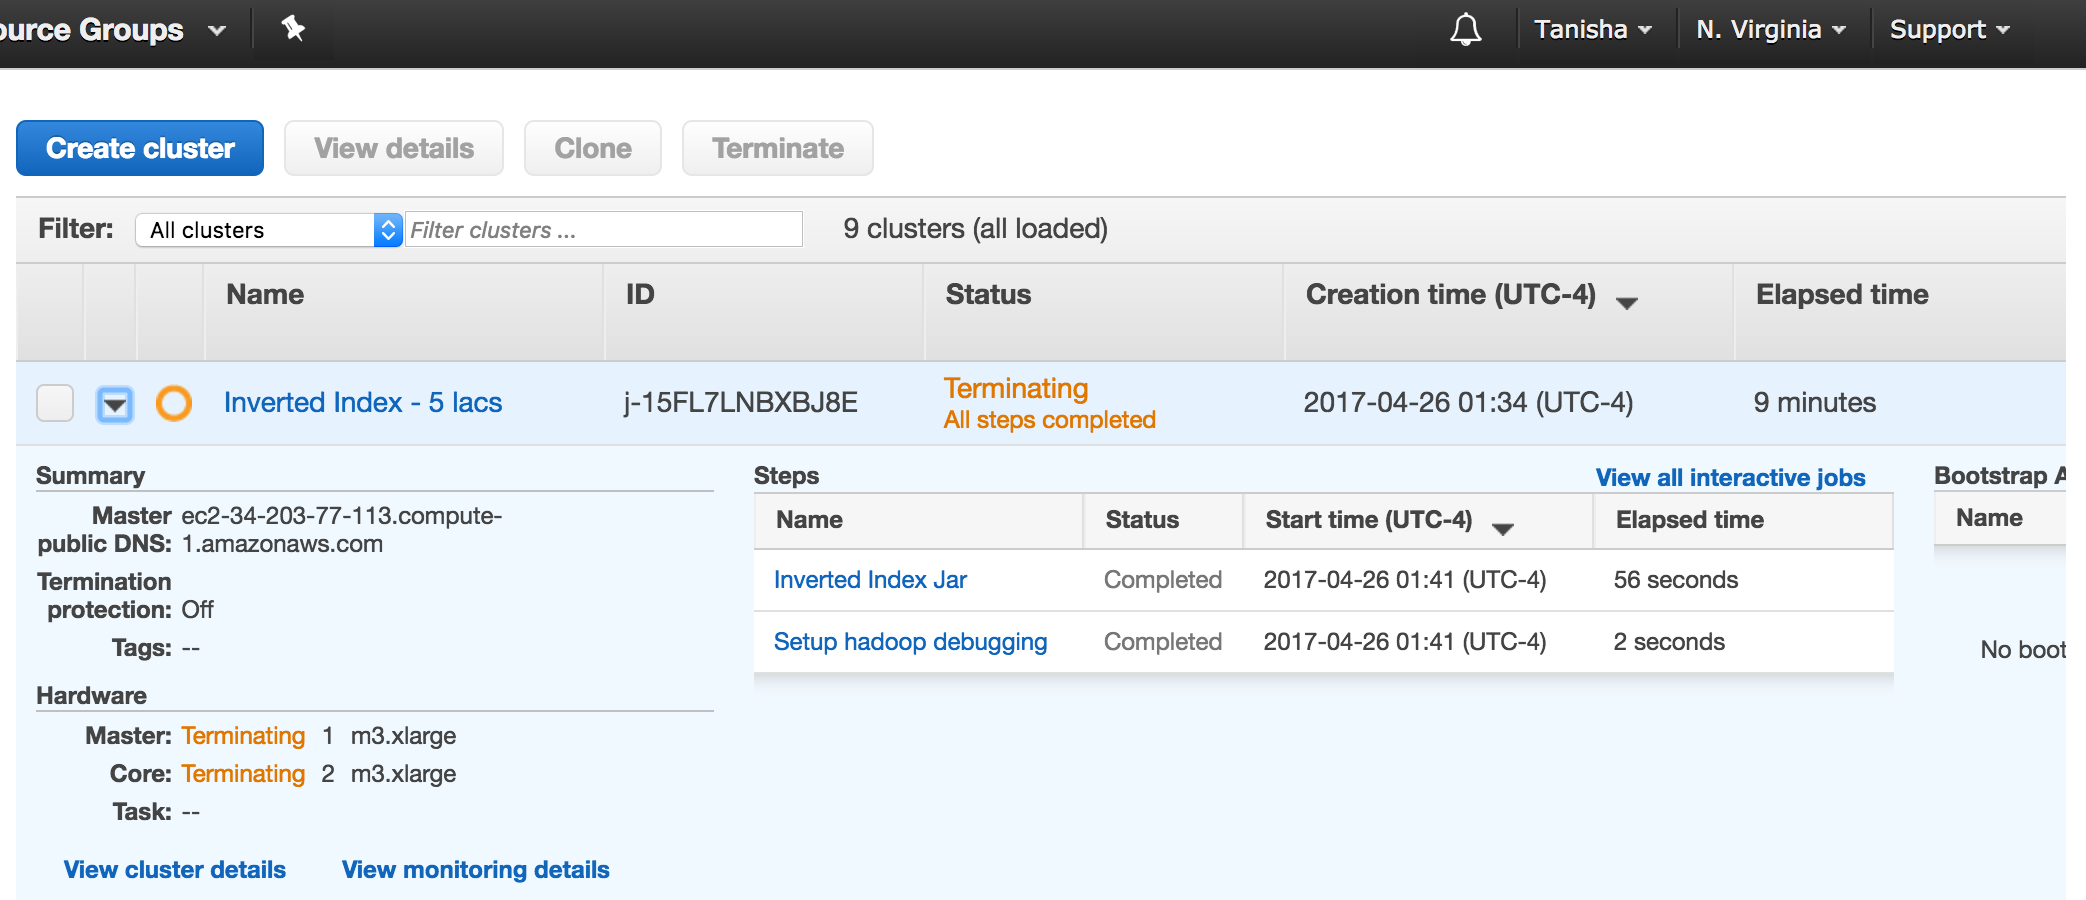 ource Groups
Tanisha
N. Virginia
Support
Create cluster
View details
Clone
Terminate
Filter:
All clusters
Filter clusters ...
9 clusters (all loaded)
Name
ID
Status
Creation time (UTC-4)
Elapsed time
Inverted Index - 5 lacs
j-15FL7LNBXBJ8E
Terminating
All steps completed
2017-04-26 01:34 (UTC-4)
9 minutes
Summary
Master public DNS:
ec2-34-203-77-113.compute-
1.amazonaws.com
Termination
protection: Off
Tags: --
Hardware
Master: Terminating 1 m3.xlarge
Core: Terminating 2 m3.xlarge
Task: --
View cluster details
View monitoring details
Steps
View all interactive jobs
Name
Status
Start time (UTC-4)
Elapsed time
Inverted Index Jar
Completed
2017-04-26 01:41 (UTC-4)
56 seconds
Setup hadoop debugging
Completed
2017-04-26 01:41 (UTC-4)
2 seconds
Bootstrap A
Name
No boot